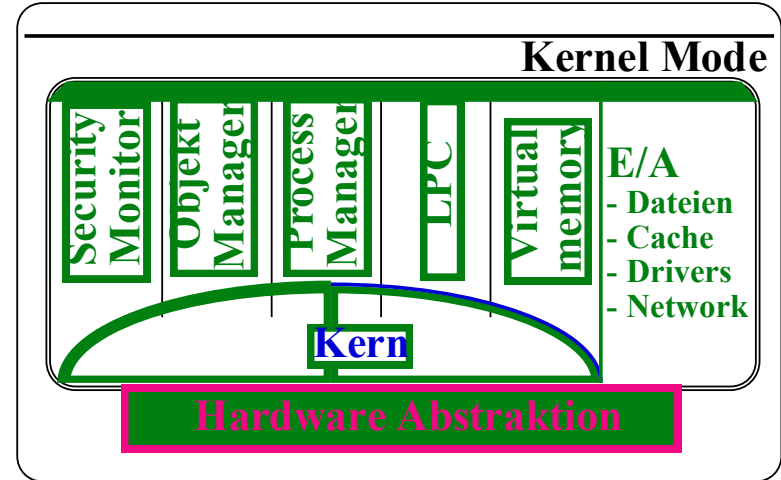 Kernel Mode
Security
Monitor
Objekt
Manager
Process
Manager
LPC
Virtual
memory
E/A
- Dateien
- Cache
- Drivers
- Network
Kern
Hardware Abstraktion